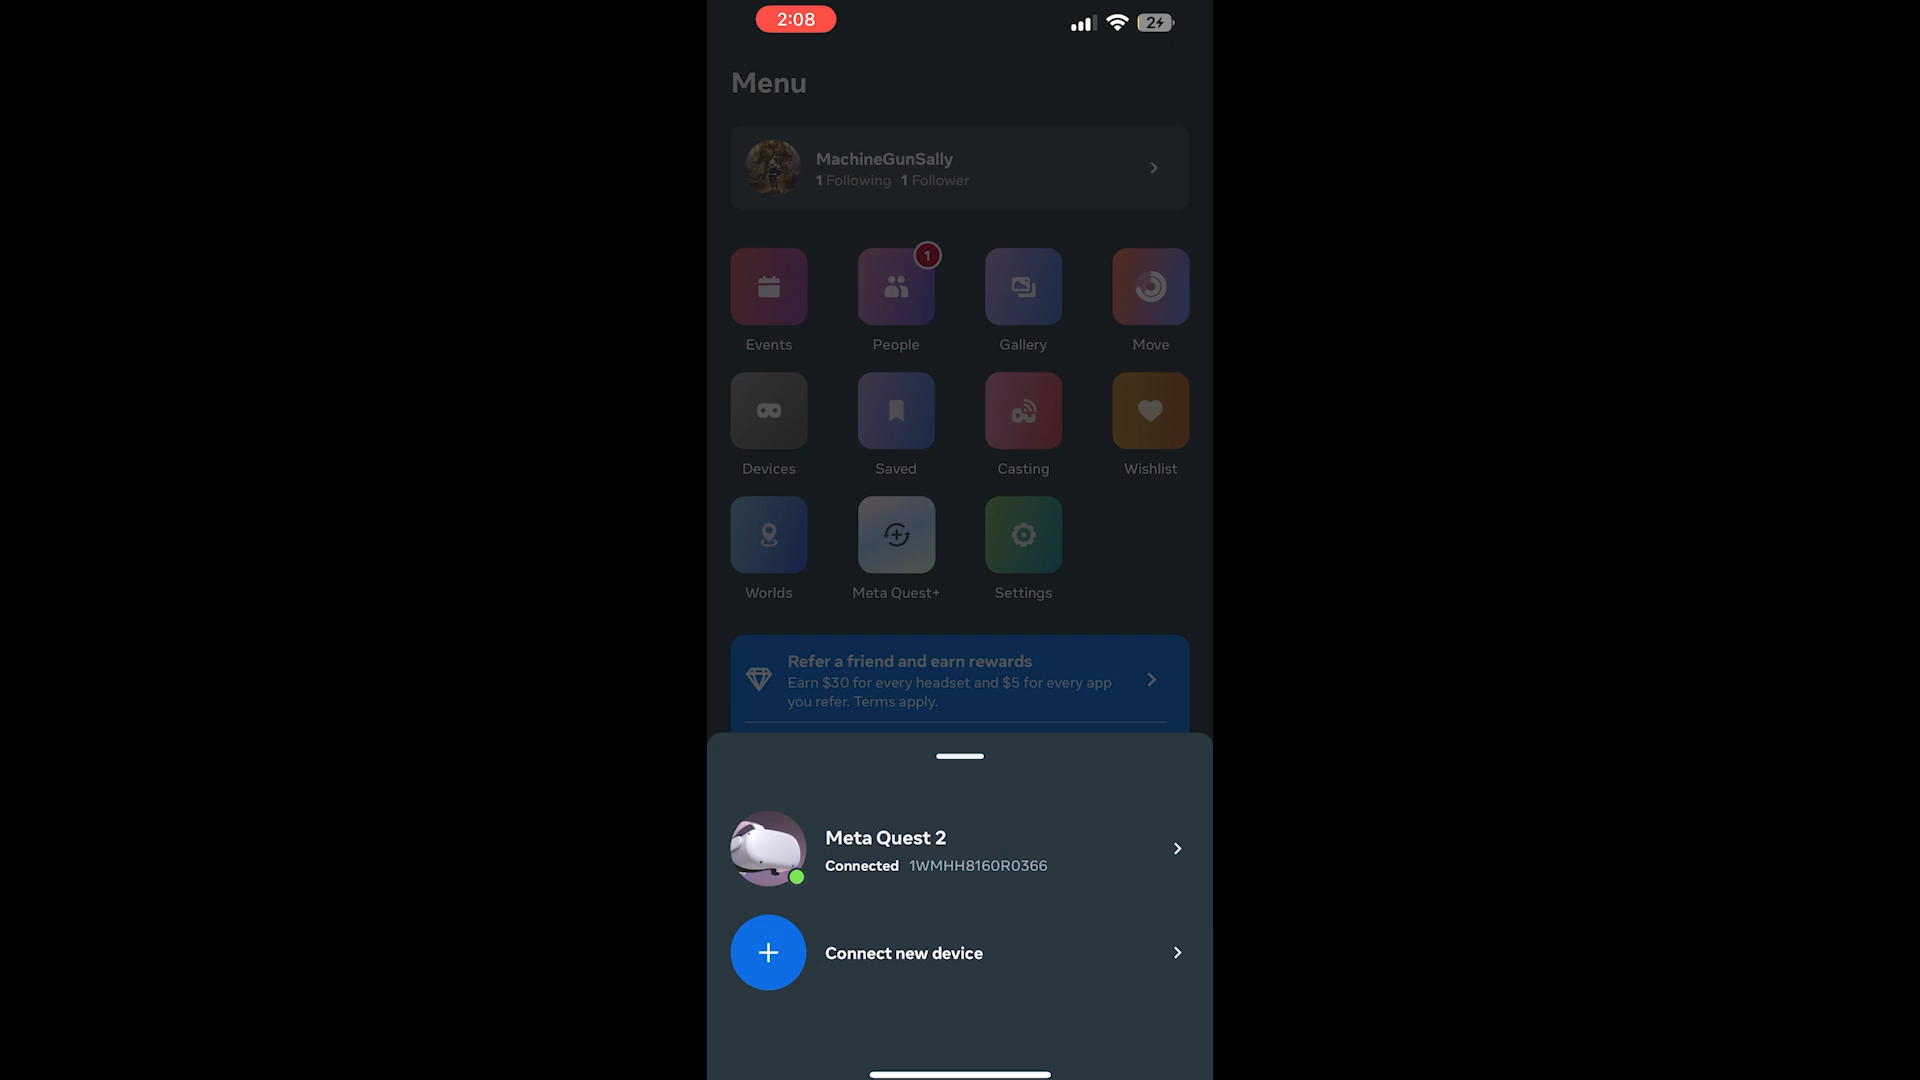 2:08
2
Menu
MachineGunSally
1 Following 1 Follower
1
Events People Gallery Move
Devices Saved Casting Wishlist
Worlds Meta Quest+ Settings
Refer a friend and earn rewards
Earn $30 for every headset and $5 for every app
you refer. Terms apply.
Meta Quest 2
Connected 1WMHH8160R0366
Connect new device